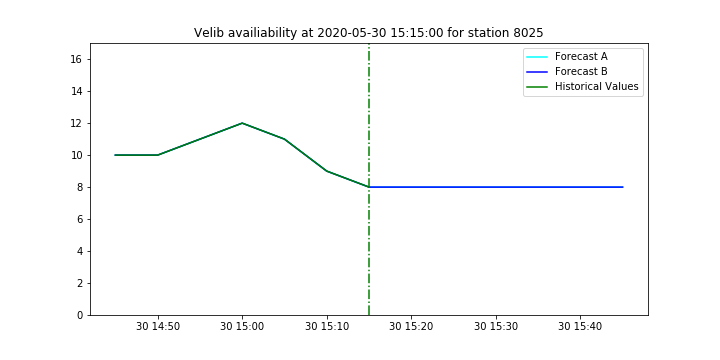 Velib availiability at 2020-05-30 15:15:00 for station 8025
Forecast A
Forecast B
Historical Values
16
14
12
10
8
6
4
2
0
30 14:50 30 15:00 30 15:10 30 15:20 30 15:30 30 15:40